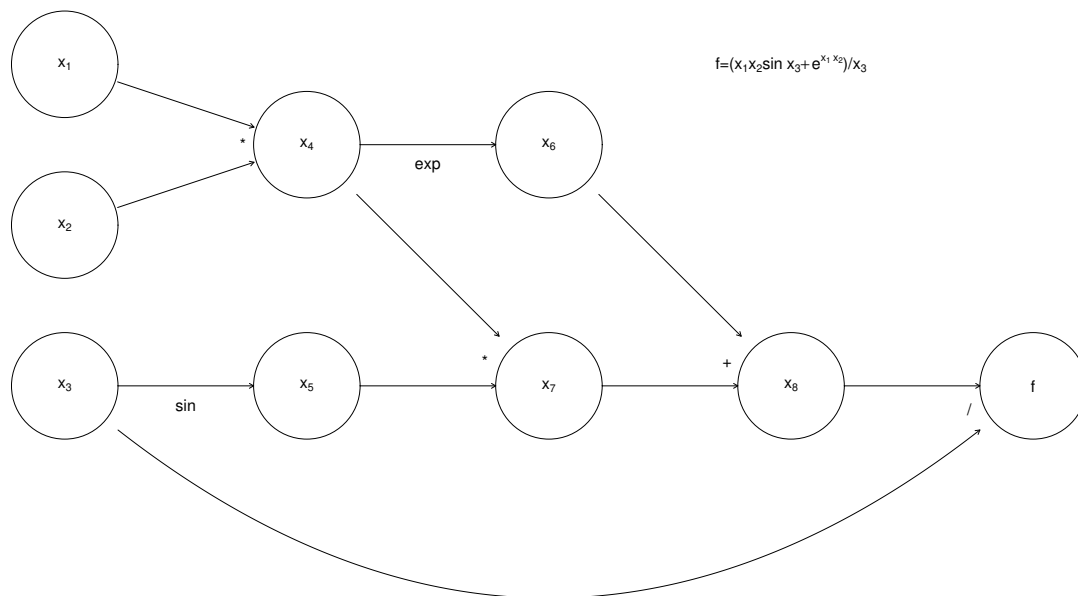 x₁
f=(x₁x₂sin x₃+e^{x₁ x₂})/x₃
*
x₄
exp
x₆
x₂
*
+
x₃
sin
x₅
x₇
x₈
/
f